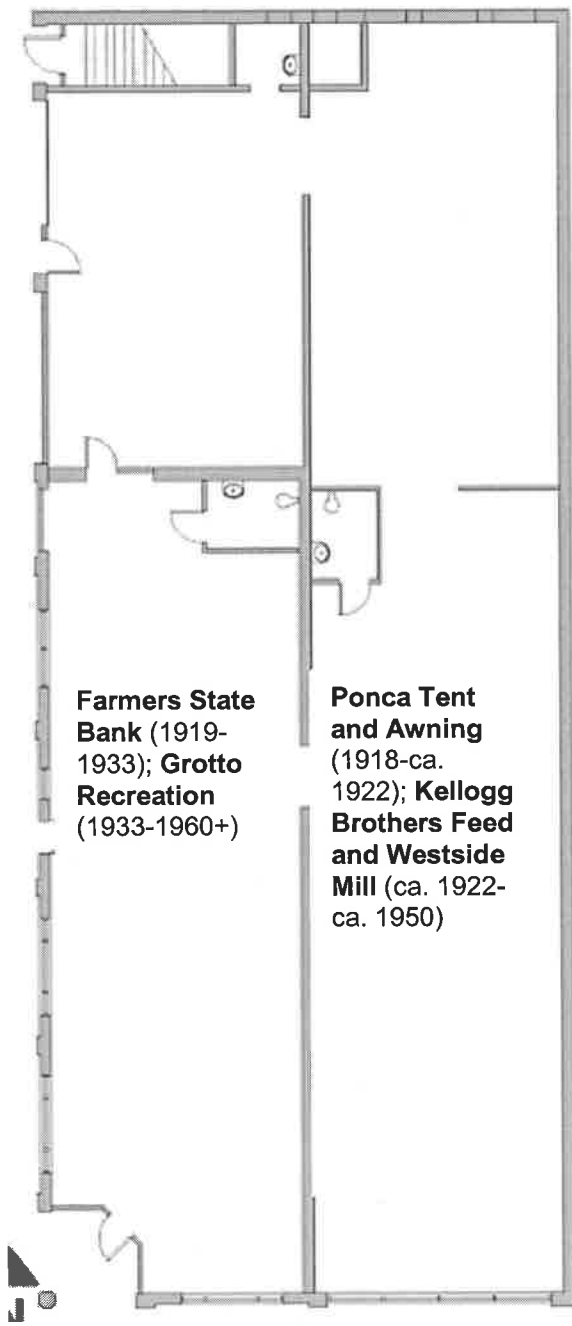 Farmers State
Bank (1919-
1933); Grotto
Recreation
(1933-1960+)
Ponca Tent
and Awning
(1918-ca.
1922); Kellogg
Brothers Feed
and Westside
Mill (ca. 1922-
ca. 1950)